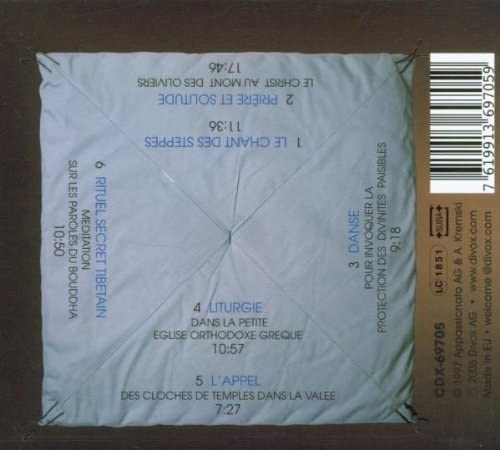 1 LE CHANT DES STEPPES
11:36
2 PRIÈRE ET SOLITUDE
LE CHRIST AU MONT DES OLIVIERS
17:46
3 DANSE
POUR INVOQUER LA
PROTECTION DES DIVINITES PAISIBLES
9:18
4 LITURGIE
DANS LA PETITE
EGLISE ORTHODOXE GREQUE
10:57
5 L'APPEL
DES CLOCHES DE TEMPLES DANS LA VALEE
7:27
6 RITUEL SECRET TIBETAIN
MEDITATION
SUR LES PAROLES DU BOUDDHA
10:50
7 619913 697059
LC 1851
SUISA
CDX-69705
© 1997 Appassionato AG & A. Kremski
℗ 2006 Divox AG • www.divox.com
Made in EU • welcome@divox.com